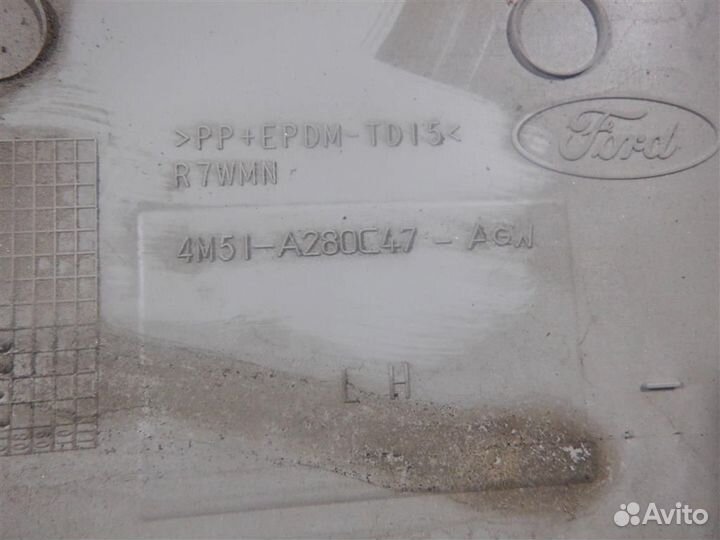 >PP+EPDM-TD15<
Ford
R7WMN
4M51-A280C47-AGW
LH
Avito